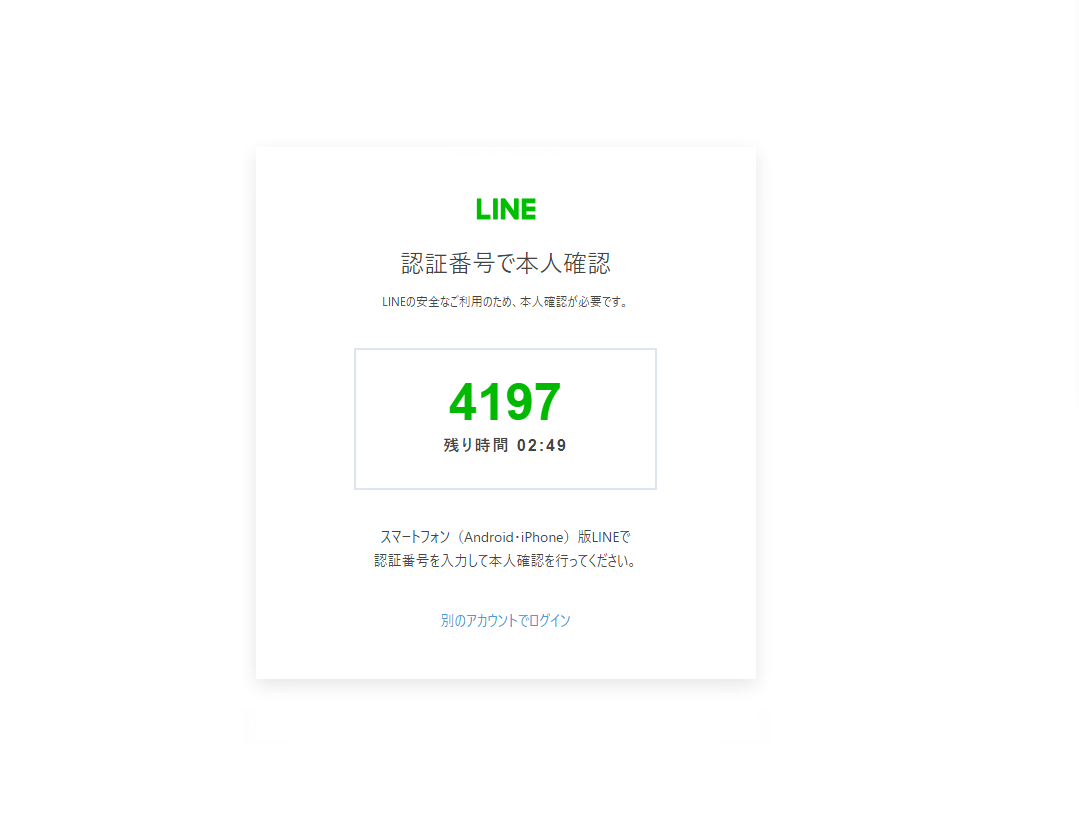 LINE
認証番号で本人確認
LINEの安全なご利用のため、本人確認が必要です。
4197
残り時間 02:49
スマートフォン（Android･iPhone）版LINEで
認証番号を入力して本人確認を行ってください。
別のアカウントでログイン